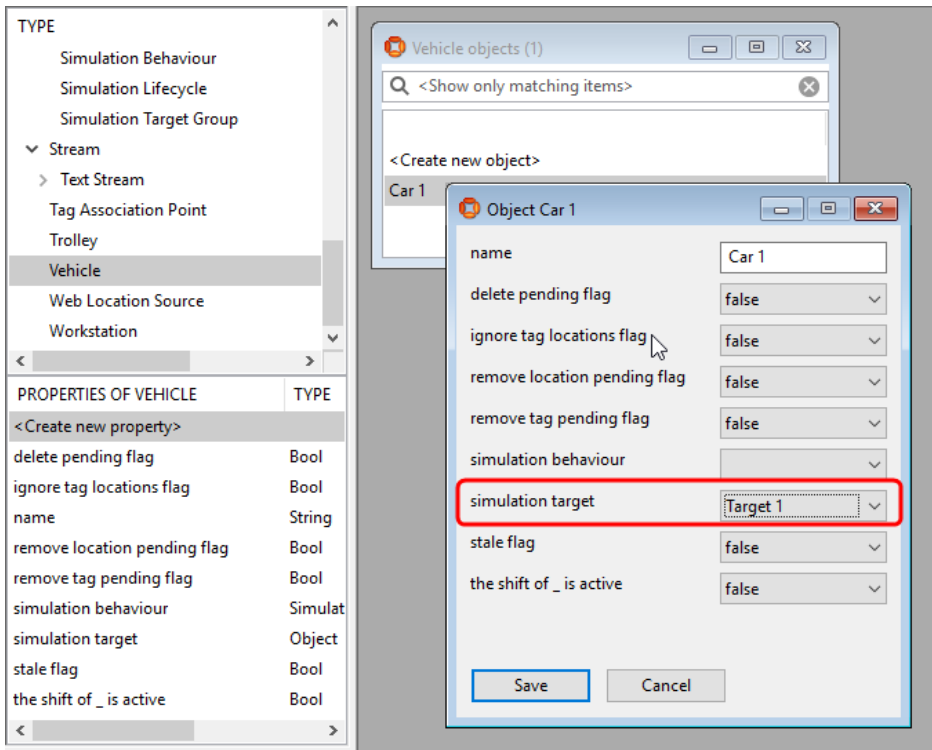 TYPE
Simulation Behaviour
Simulation Lifecycle
Simulation Target Group
Stream
Text Stream
Tag Association Point
Trolley
Vehicle
Web Location Source
Workstation
PROPERTIES OF VEHICLE TYPE
<Create new property>
delete pending flag Bool
ignore tag locations flag Bool
name String
remove location pending flag Bool
remove tag pending flag Bool
simulation behaviour Simulat
simulation target Object
stale flag Bool
the shift of _ is active Bool
Vehicle objects (1)
<Show only matching items>
<Create new object>
Car 1
Object Car 1
name Car 1
delete pending flag false
ignore tag locations flag false
remove location pending flag false
remove tag pending flag false
simulation behaviour
simulation target Target 1
stale flag false
the shift of _ is active false
Save Cancel